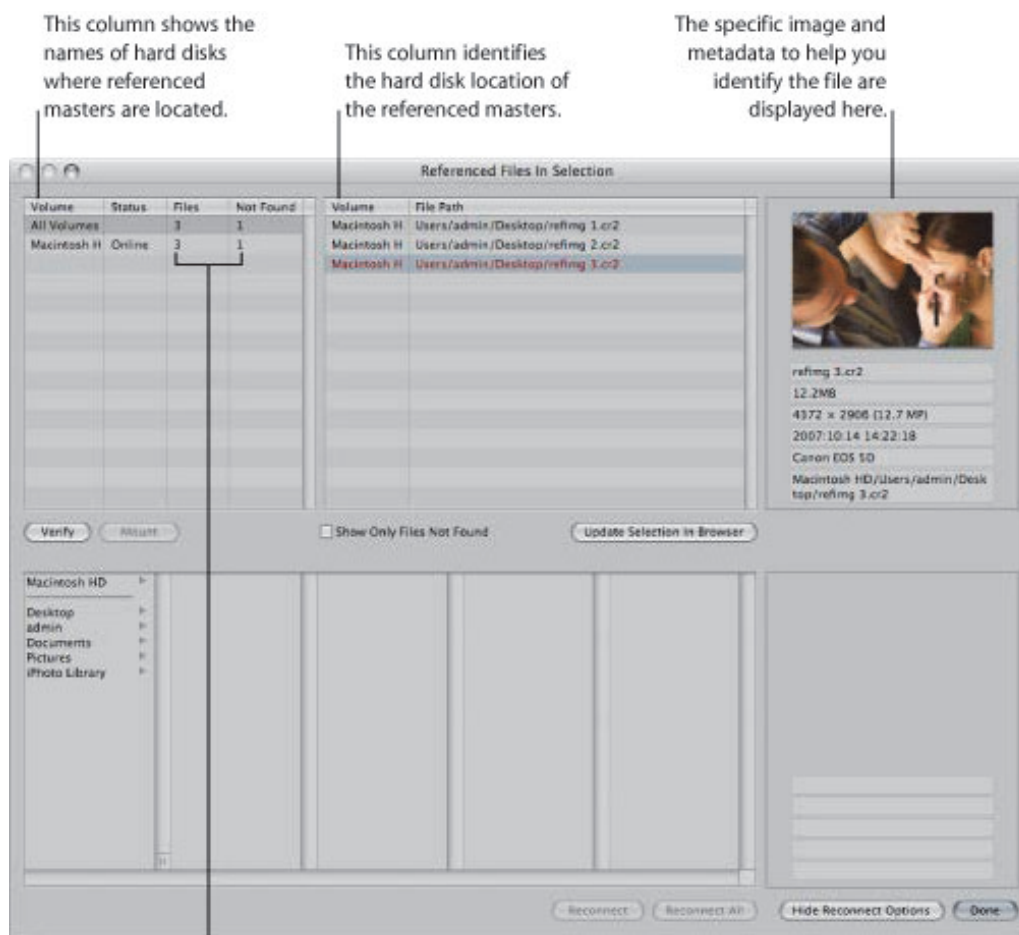 This column shows the
names of hard disks
where referenced
masters are located.
This column identifies
the hard disk location of
the referenced masters.
The specific image and
metadata to help you
identify the file are
displayed here.
Referenced Files In Selection
Volume Status Files Not Found
All Volumes 3 1
Macintosh H Online 3 1
Volume File Path
Macintosh H Users/admin/Desktop/refimg 1.cr2
Macintosh H Users/admin/Desktop/refimg 2.cr2
Macintosh H Users/admin/Desktop/refimg 3.cr2
refimg 3.cr2
12.2MB
4372 × 2906 (12.7 MP)
2007:10:14 14:22:18
Canon EOS 5D
Macintosh HD/Users/admin/Desk
top/refimg 3.cr2
Verify Mount
Show Only Files Not Found
Update Selection in Browser
Macintosh HD
Desktop
admin
Documents
Pictures
iPhoto Library
Reconnect Reconnect All Hide Reconnect Options Done